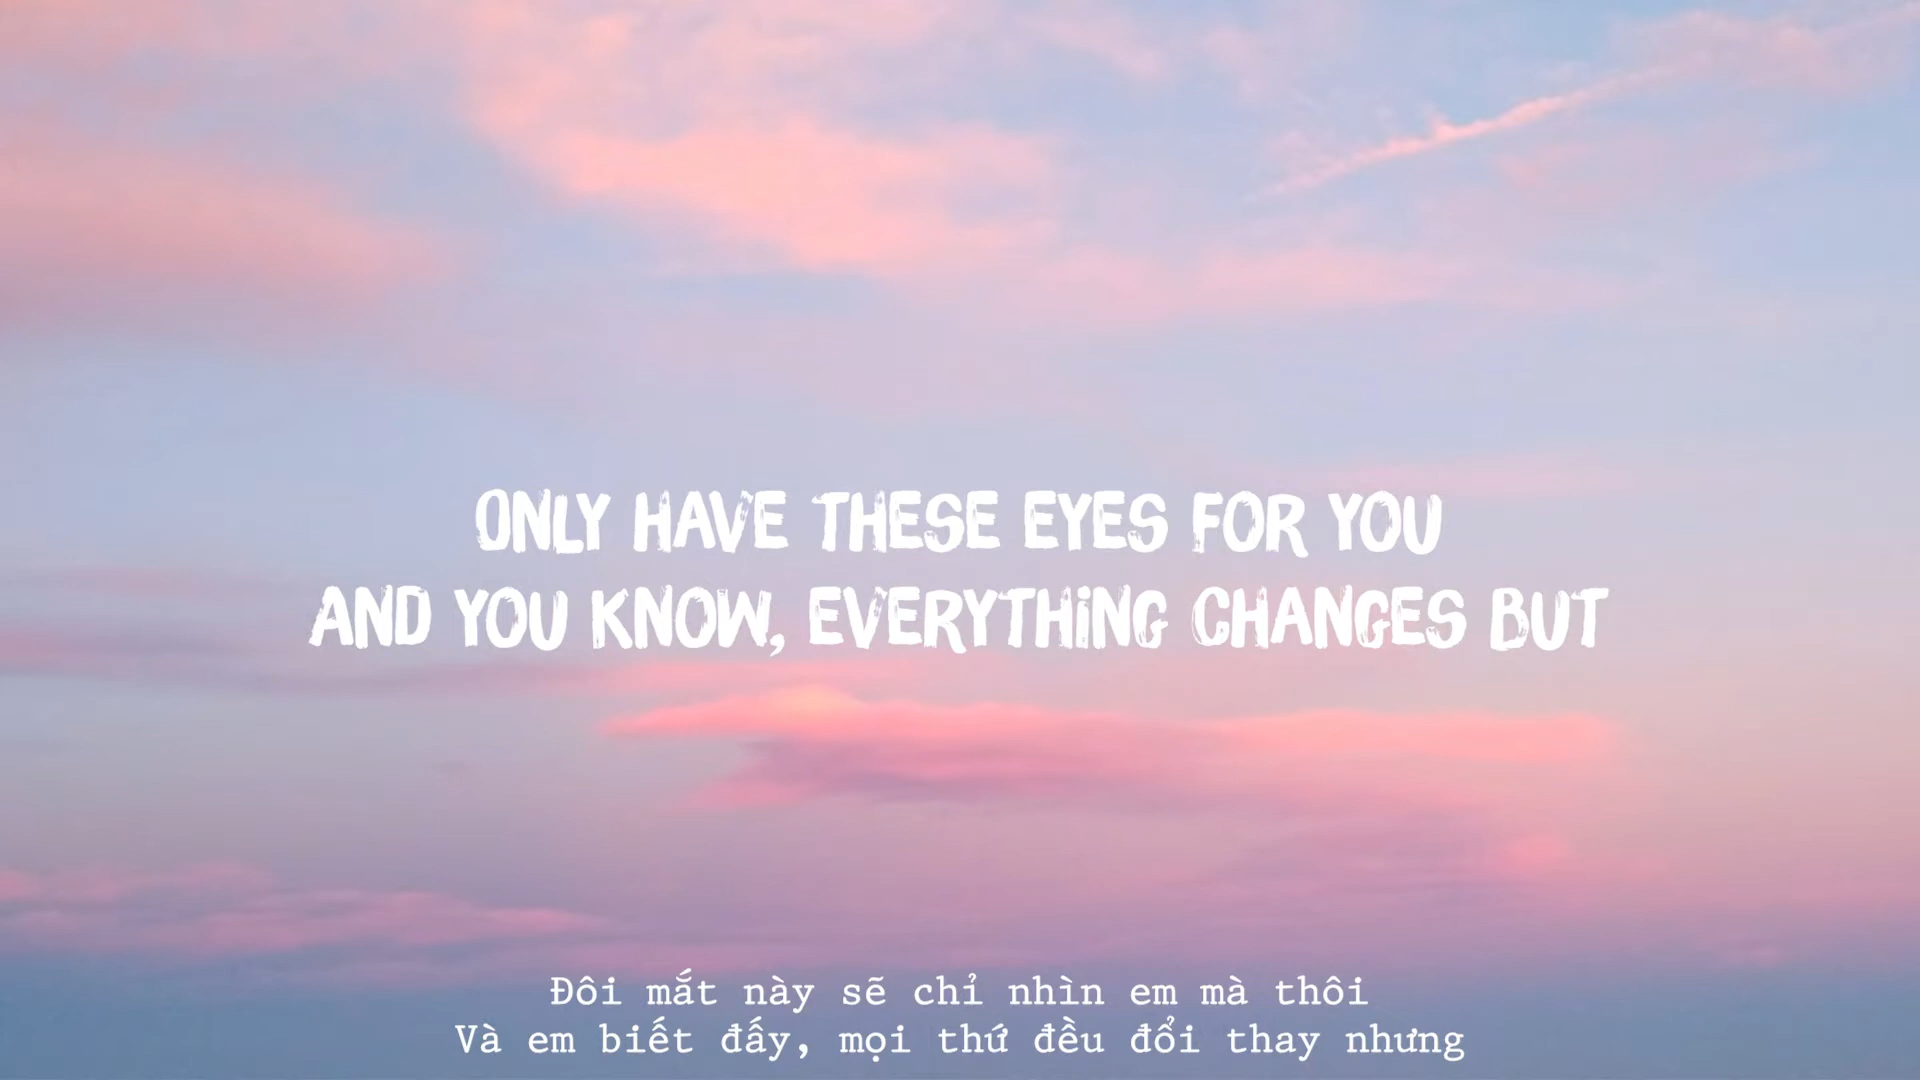 ONLY HAVE THESE EYES FOR YOU
AND YOU KNOW, EVERYTHING CHANGES BUT
Đôi mắt này sẽ chỉ nhìn em mà thôi
Và em biết đấy, mọi thứ đều đổi thay nhưng